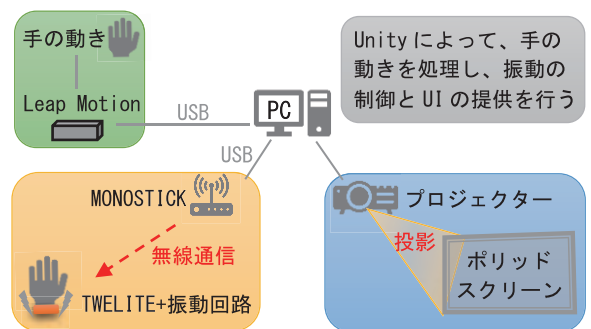 手の動き
Leap Motion
USB
PC
Unityによって、手の
動きを処理し、振動の
制御とUIの提供を行う
USB
MONOSTICK
無線通信
TWELITE+振動回路
プロジェクター
投影
ポリッド
スクリーン